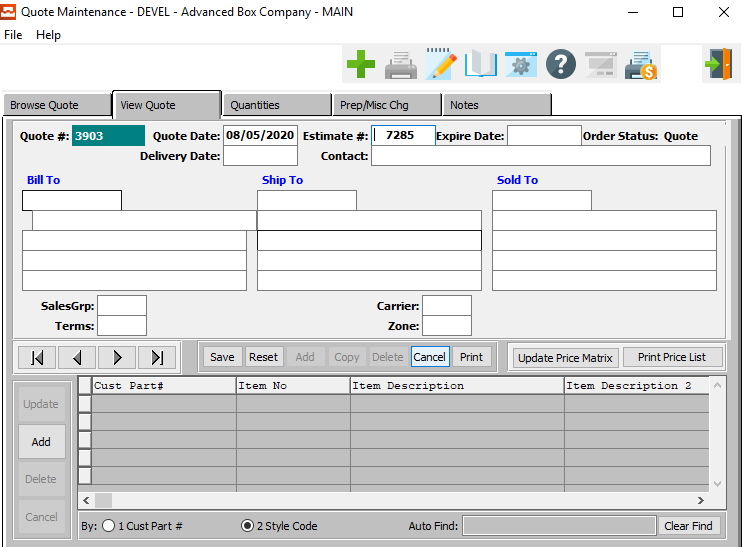 Quote Maintenance - DEVEL - Advanced Box Company - MAIN
File Help
Browse Quote View Quote Quantities Prep/Misc Chg Notes
Quote #: 3903 Quote Date: 08/05/2020 Estimate #: 7285 Expire Date: Order Status: Quote
Delivery Date: Contact:
Bill To Ship To Sold To
SalesGrp: Carrier:
Terms: Zone:
Save Reset Add Copy Delete Cancel Print Update Price Matrix Print Price List
Cust Part# Item No Item Description Item Description 2
Update
Add
Delete
Cancel
By: 1 Cust Part # 2 Style Code Auto Find: Clear Find